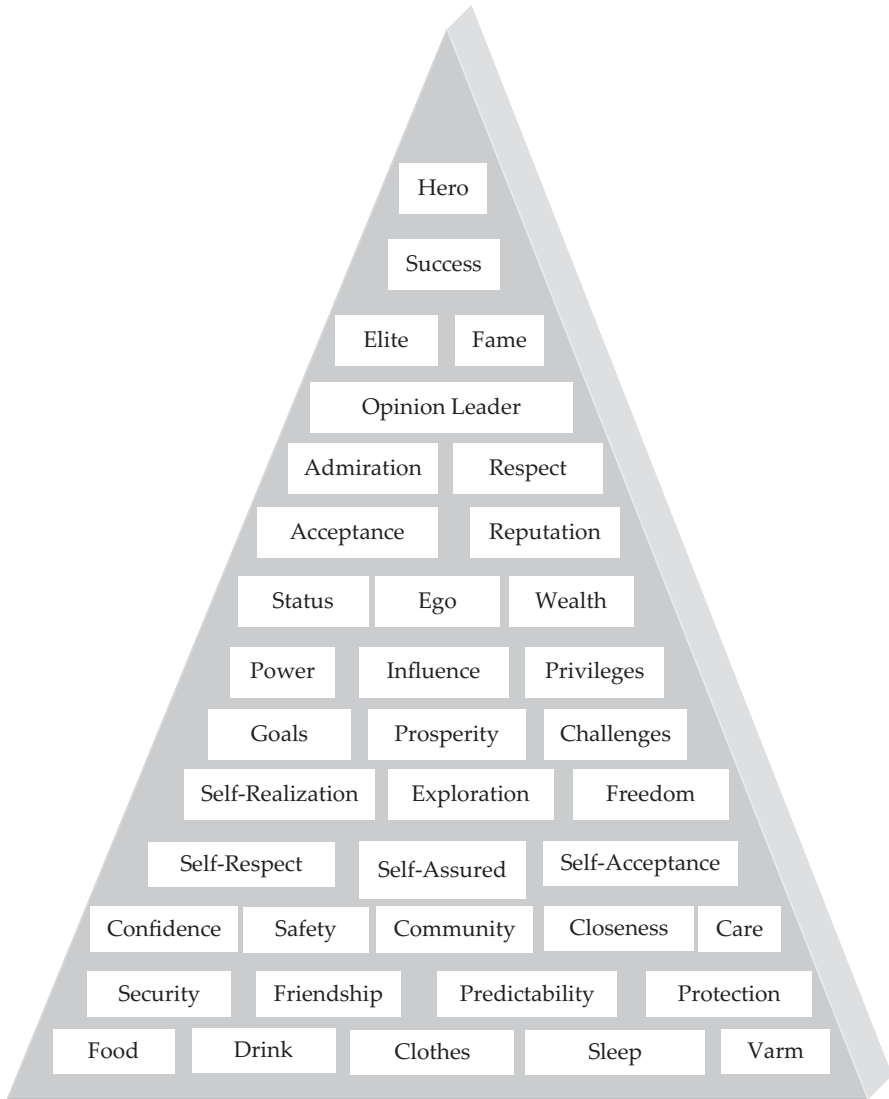 Hero
Success
Elite Fame
Opinion Leader
Admiration Respect
Acceptance Reputation
Status Ego Wealth
Power Influence Privileges
Goals Prosperity Challenges
Self-Realization Exploration Freedom
Self-Respect Self-Assured Self-Acceptance
Confidence Safety Community Closeness Care
Security Friendship Predictability Protection
Food Drink Clothes Sleep Varm